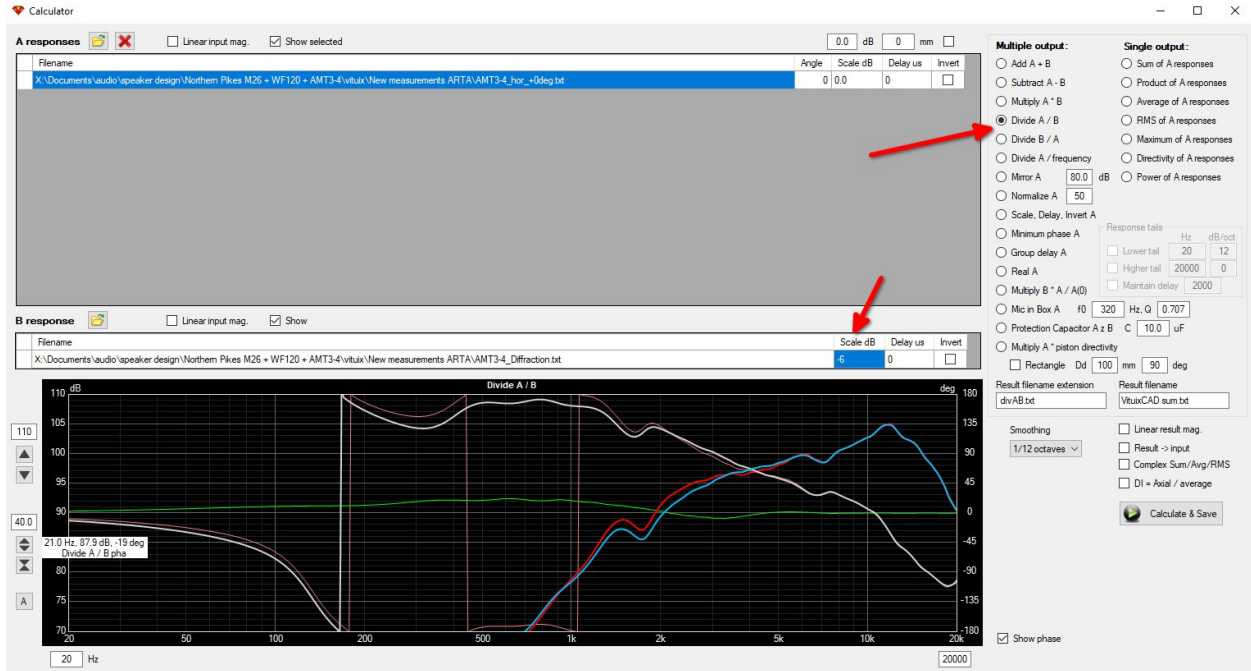 Calculator
A responses Linear input mag. Show selected 0.0 dB 0 mm
Filename Angle Scale dB Delay us Invert
X:\Documents\audio\speaker design\Northern Pikes M26 + WF120 + AMT3-4\vituix\New measurements ARTA\AMT3-4_hor_+0deg.txt 0 0.0 0
Multiple output: Single output:
Add A + B Sum of A responses
Subtract A - B Product of A responses
Multiply A * B Average of A responses
Divide A / B RMS of A responses
Divide B / A Maximum of A responses
Divide A / frequency Directivity of A responses
Mirror A 80.0 dB Power of A responses
Normalize A 50
Scale, Delay, Invert A
Minimum phase A Response tails
Hz dB/oct
Group delay A Lower tail 20 12
Real A Higher tail 20000 0
Multiply B * A / A(0) Maintain delay 2000
Mic in Box A f0 320 Hz, Q 0.707
Protection Capacitor A z B C 10.0 uF
Multiply A * piston directivity
Rectangle Dd 100 mm 90 deg
Result filename extension Result filename
divAB.txt VituixCAD sum.txt
Smoothing Linear result mag.
1/12 octaves Result -> input
Complex Sum/Avg/RMS
DI = Axial / average
Calculate & Save
Show phase
B response Linear input mag. Show
Filename Scale dB Delay us Invert
X:\Documents\audio\speaker design\Northern Pikes M26 + WF120 + AMT3-4\vituix\New measurements ARTA\AMT3-4_Diffraction.txt -6 0
Divide A / B
110 dB deg 180
105 135
110
100 90
95 45
90 0
40.0
21.0 Hz, 87.9 dB, -19 deg
Divide A / B pha
-45
80 -90
A 75 -135
70 -180
20 50 100 200 500 1k 2k 5k 10k 20k
20 Hz 20000